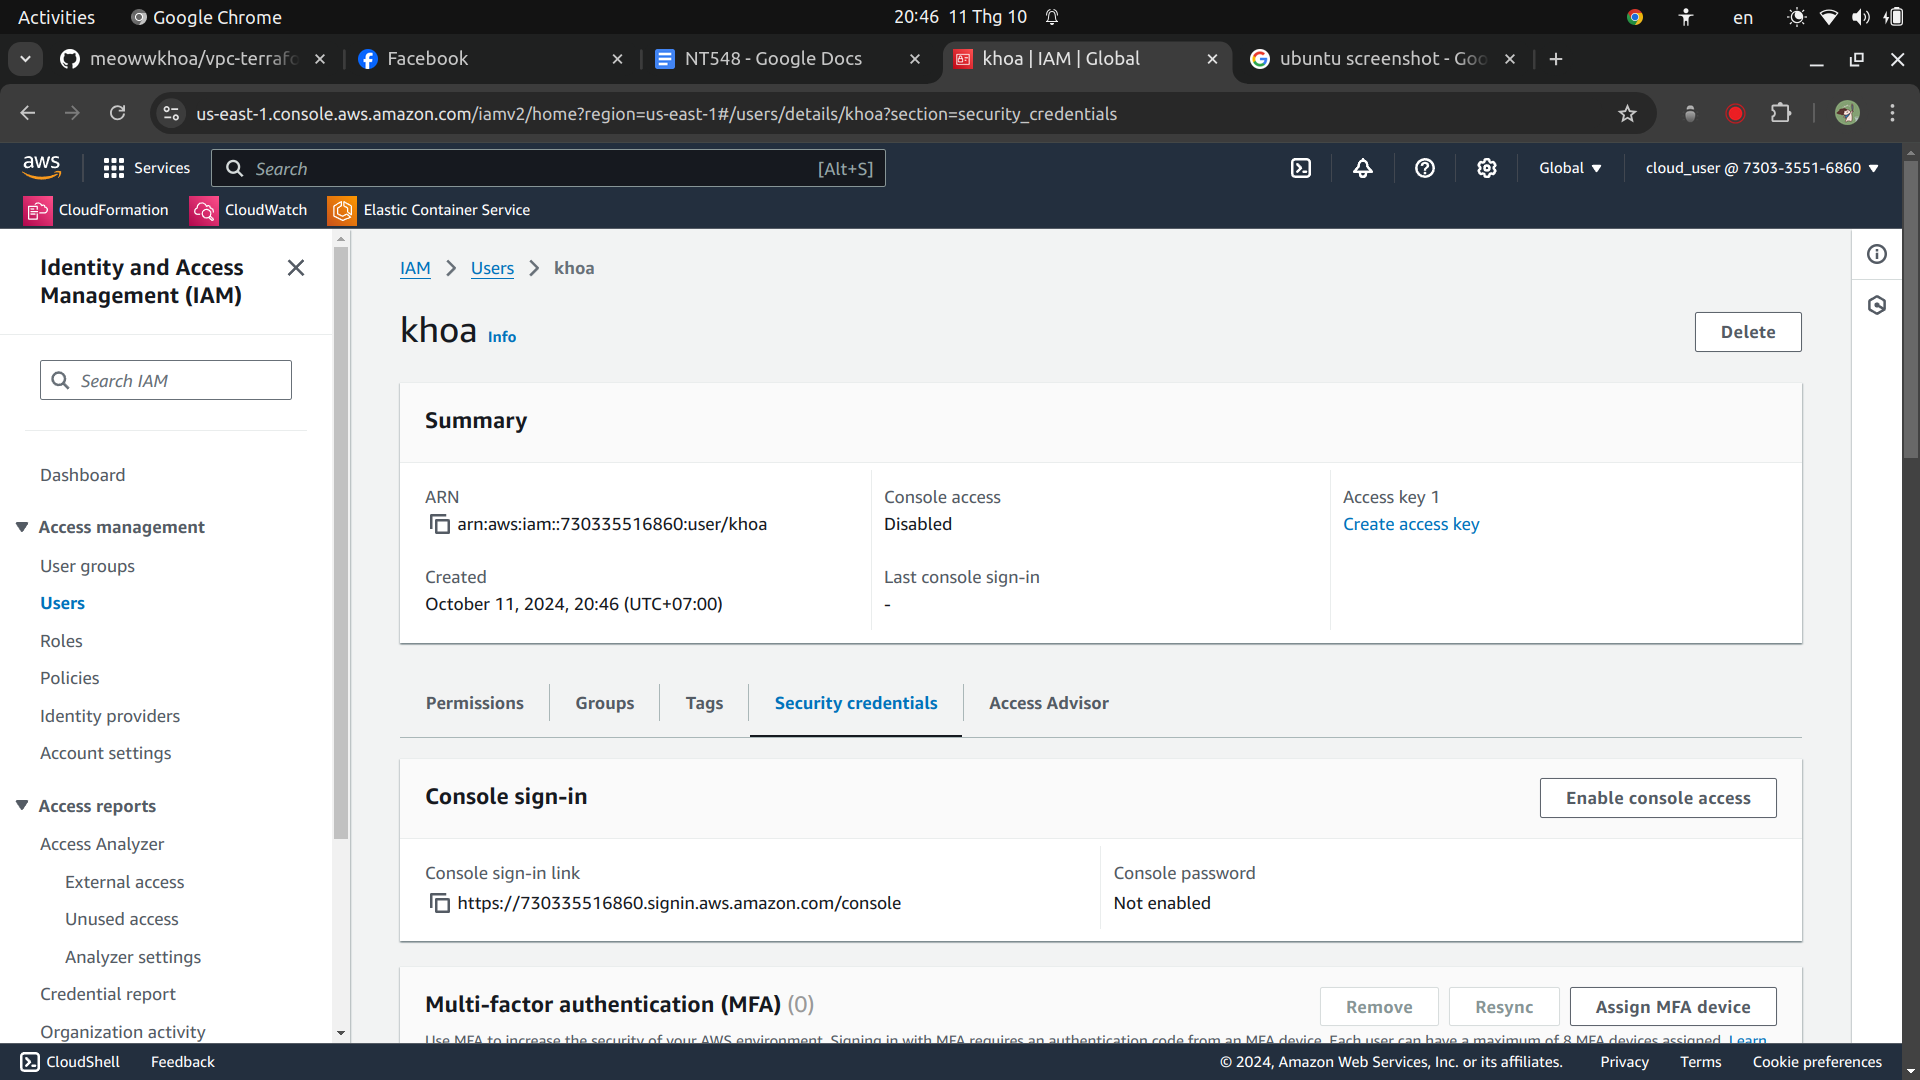 Activities Google Chrome 20:46 11 Thg 10 en
meowwkhoa/vpc-terrafo Facebook NT548 - Google Docs khoa | IAM | Global ubuntu screenshot - Goo
us-east-1.console.aws.amazon.com/iamv2/home?region=us-east-1#/users/details/khoa?section=security_credentials
aws Services Search [Alt+S] Global cloud_user @ 7303-3551-6860
CloudFormation CloudWatch Elastic Container Service
Identity and Access
Management (IAM)
Search IAM
Dashboard
Access management
User groups
Users
Roles
Policies
Identity providers
Account settings
Access reports
Access Analyzer
External access
Unused access
Analyzer settings
Credential report
Organization activity
IAM Users khoa
khoa Info
Delete
Summary
ARN
arn:aws:iam::730335516860:user/khoa
Created
October 11, 2024, 20:46 (UTC+07:00)
Console access
Disabled
Last console sign-in
-
Access key 1
Create access key
Permissions Groups Tags Security credentials Access Advisor
Console sign-in
Enable console access
Console sign-in link
https://730335516860.signin.aws.amazon.com/console
Console password
Not enabled
Multi-factor authentication (MFA) (0)
Remove Resync Assign MFA device
Use MFA to increase the security of your AWS environment. Signing in with MFA requires an authentication code from an MFA device. Each user can have a maximum of 8 MFA devices assigned. Learn
CloudShell Feedback © 2024, Amazon Web Services, Inc. or its affiliates. Privacy Terms Cookie preferences